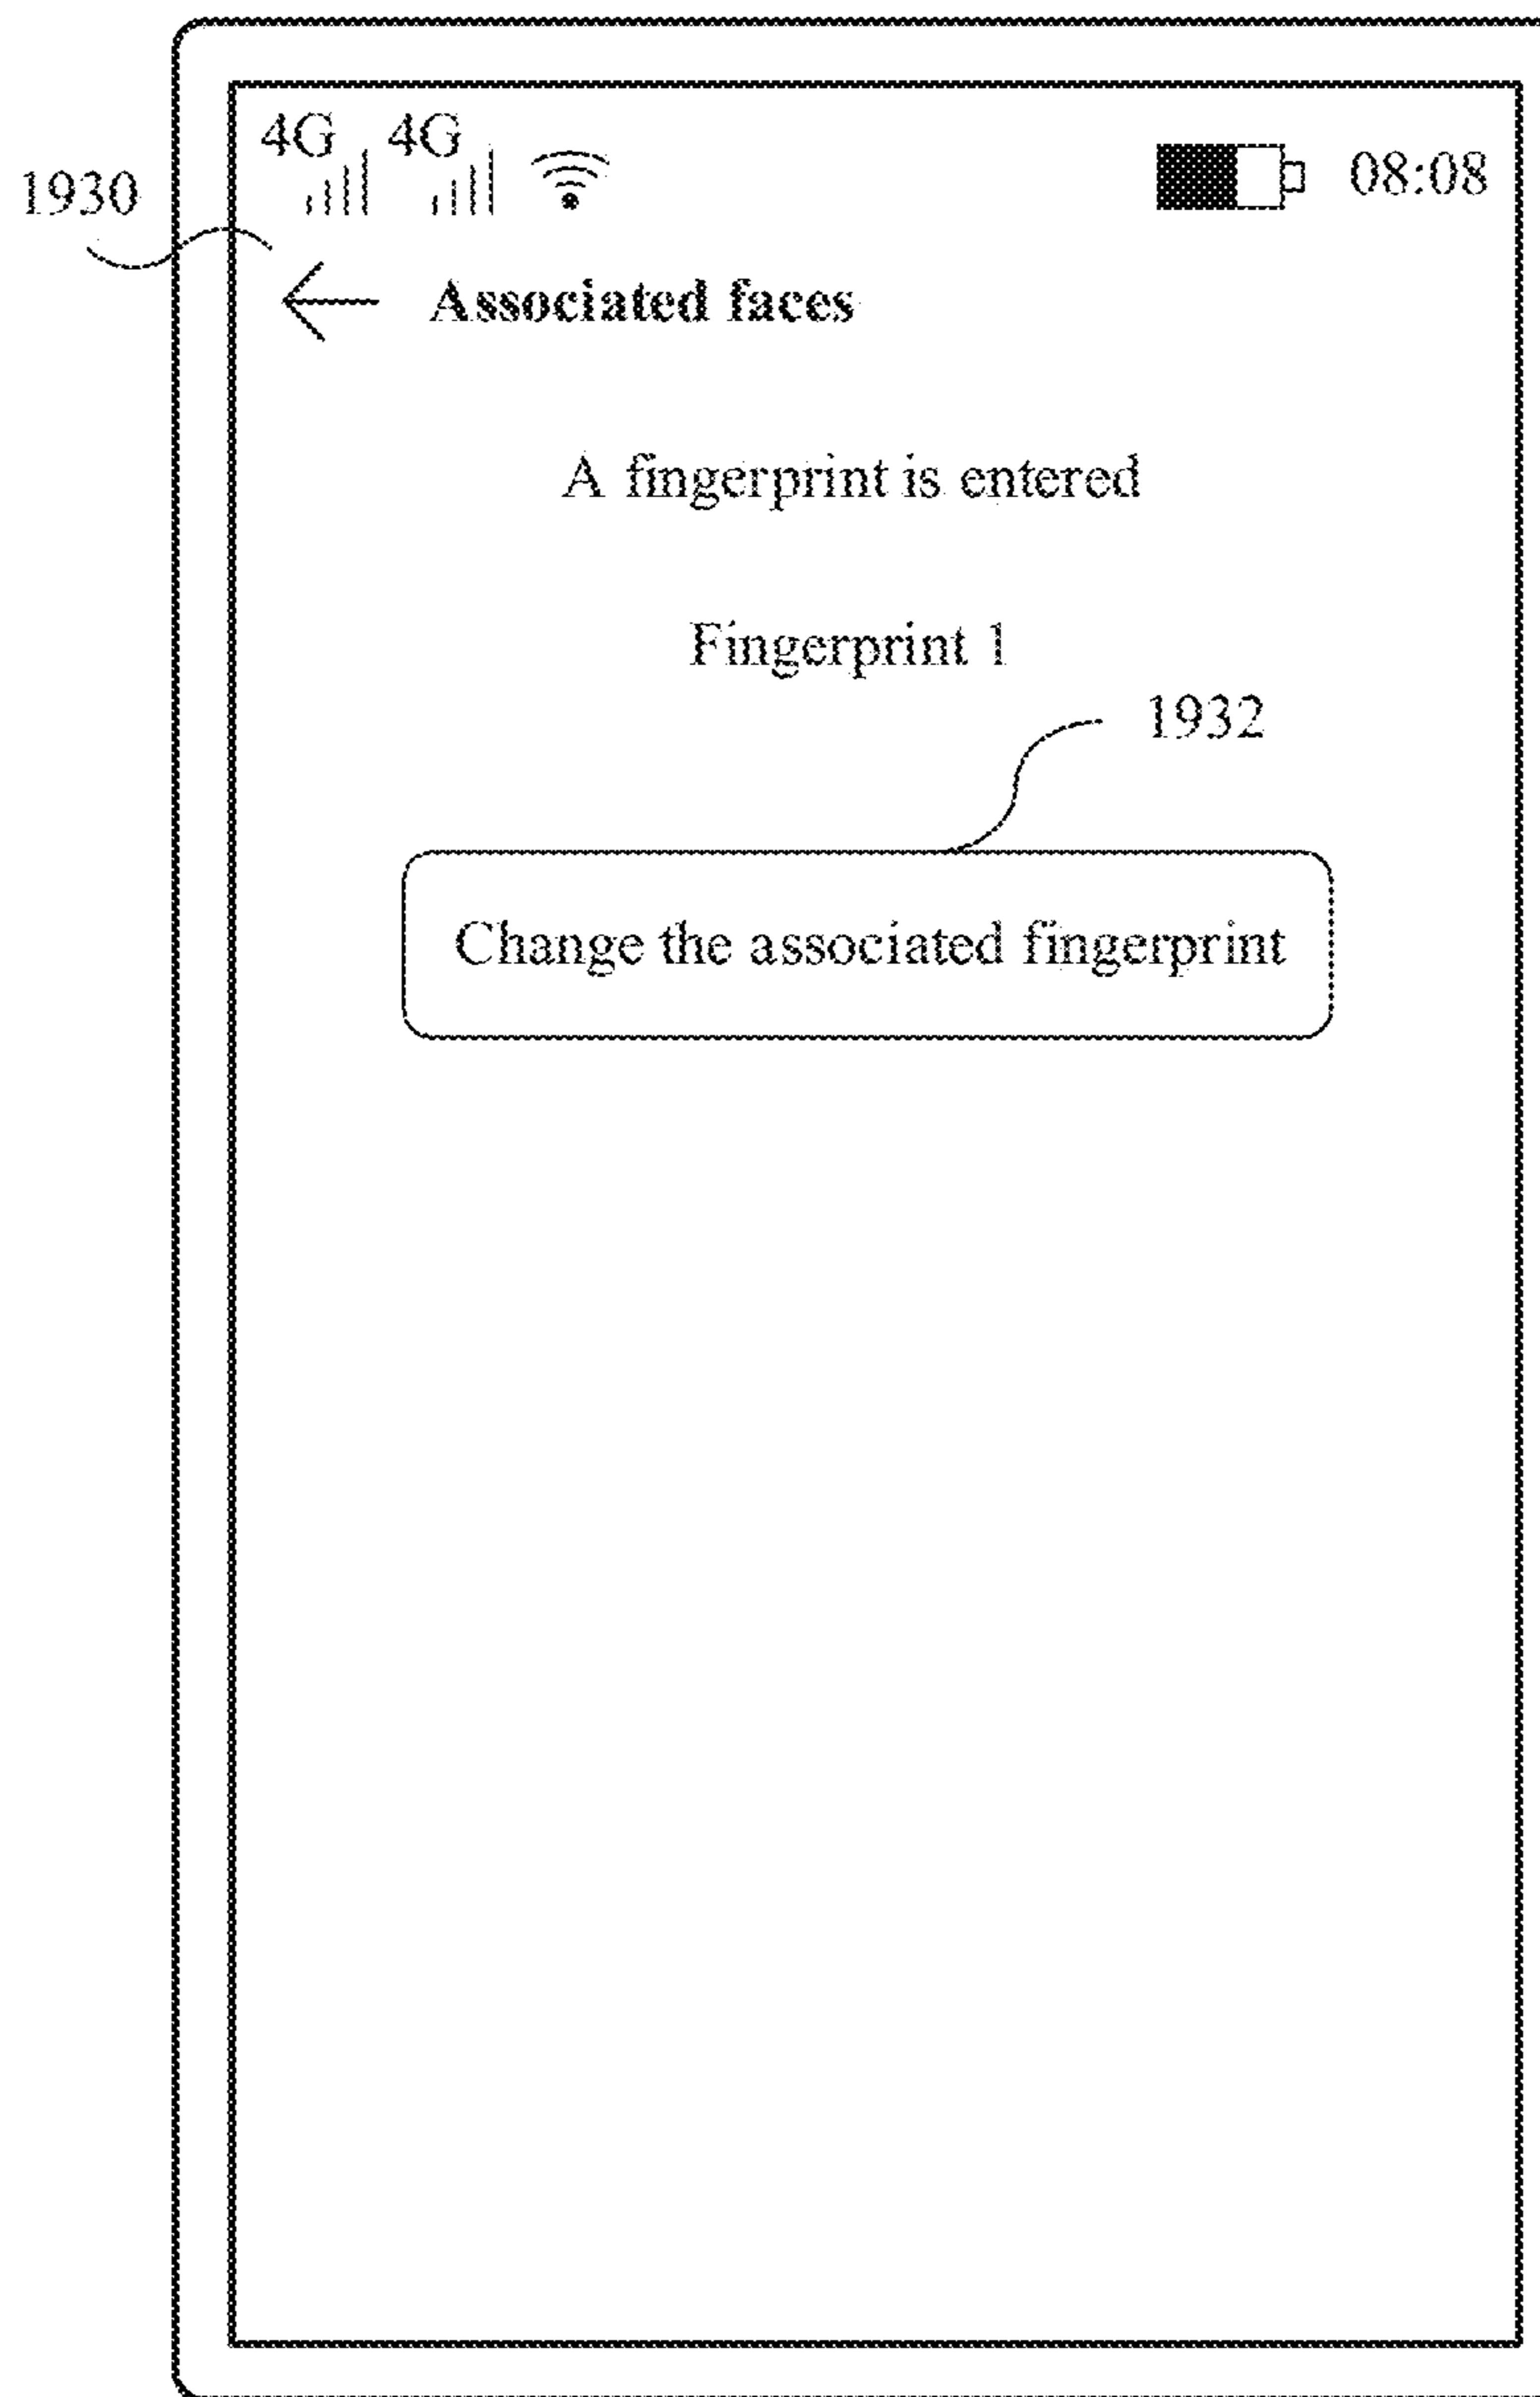 4G 4G 08:08
1930
Associated faces
A fingerprint is entered
Fingerprint 1
1932
Change the associated fingerprint